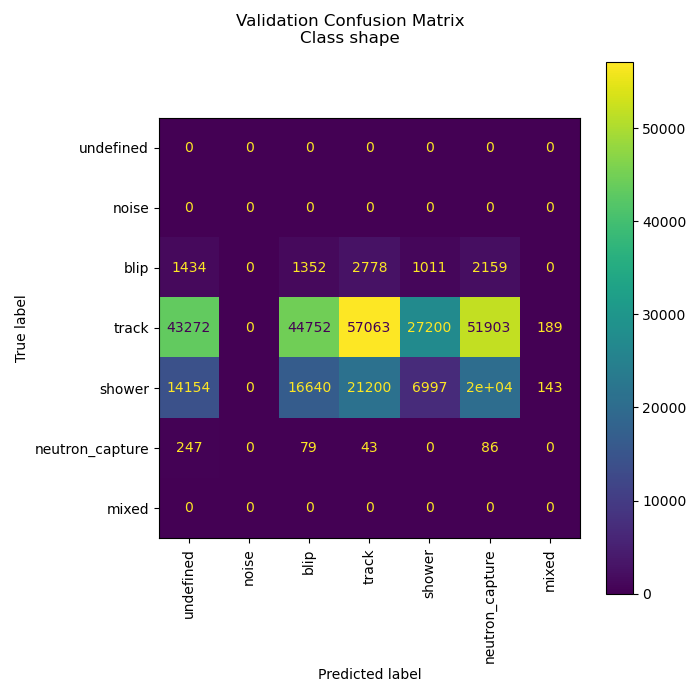 Validation Confusion Matrix
Class shape
True label
undefined 0 0 0 0 0 0 0
noise 0 0 0 0 0 0 0
blip 1434 0 1352 2778 1011 2159 0
track 43272 0 44752 57063 27200 51903 189
shower 14154 0 16640 21200 6997 2e+04 143
neutron_capture 247 0 79 43 0 86 0
mixed 0 0 0 0 0 0 0
undefined noise blip track shower neutron_capture mixed
Predicted label
50000
40000
30000
20000
10000
0